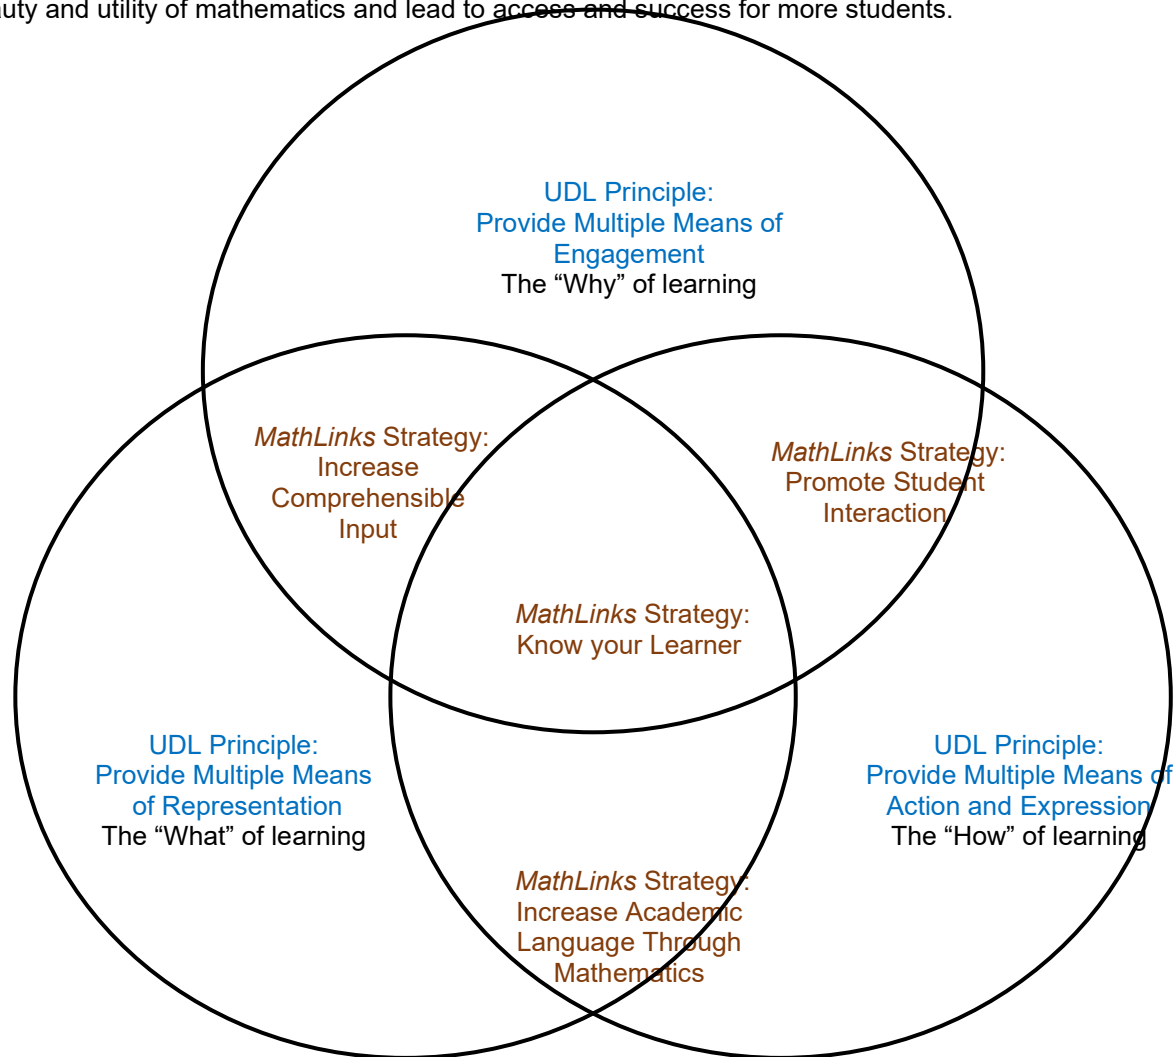 auty and utility of mathematics and lead to access and success for more students.
UDL Principle:
Provide Multiple Means of
Engagement
The “Why” of learning
MathLinks Strategy:
Increase
Comprehensible
Input
MathLinks Strategy:
Promote Student
Interaction
MathLinks Strategy:
Know your Learner
UDL Principle:
Provide Multiple Means
of Representation
The “What” of learning
UDL Principle:
Provide Multiple Means of
Action and Expression
The “How” of learning
MathLinks Strategy:
Increase Academic
Language Through
Mathematics